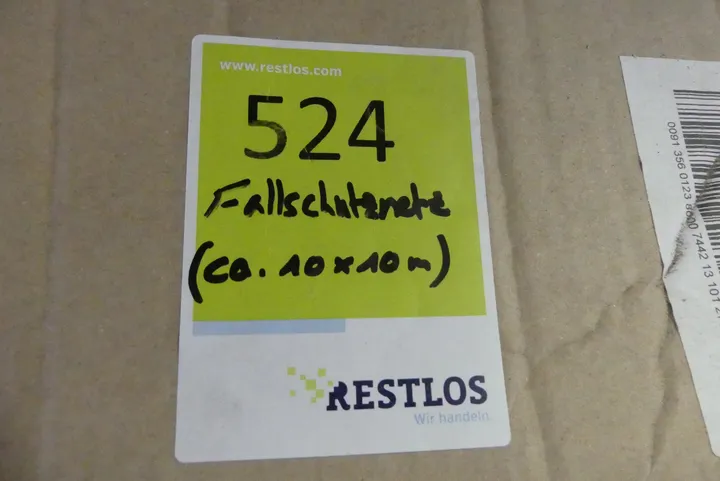 www.restlos.com
524
Fallschutznetz
(ca. 10x10m)
RESTLOS
Wir handeln.